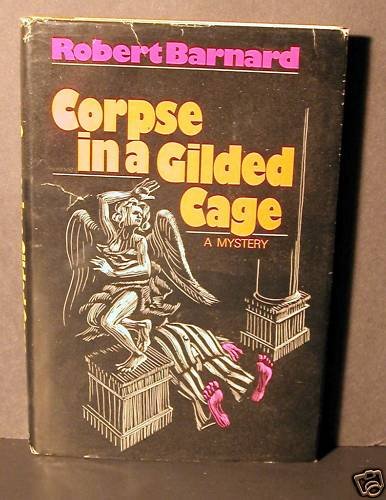 Robert Barnard
Corpse
in a Gilded
Cage
A MYSTERY